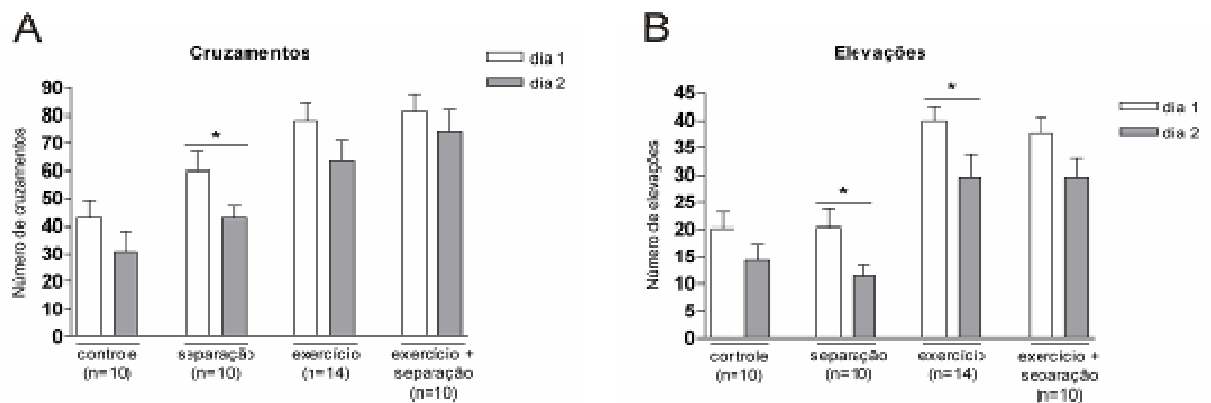 A
Cruzamentos
dia 1
dia 2
Número de cruzamentos
90
80
70
60
50
40
30
20
10
0
*
controle
(n=10)
separação
(n=10)
exercício
(n=14)
exercício +
separação
(n=10)
B
Elevações
dia 1
dia 2
Número de elevações
45
40
35
30
25
20
15
10
5
0
*
*
controle
(n=10)
separação
(n=10)
exercício
(n=14)
exercício +
separação
(n=10)